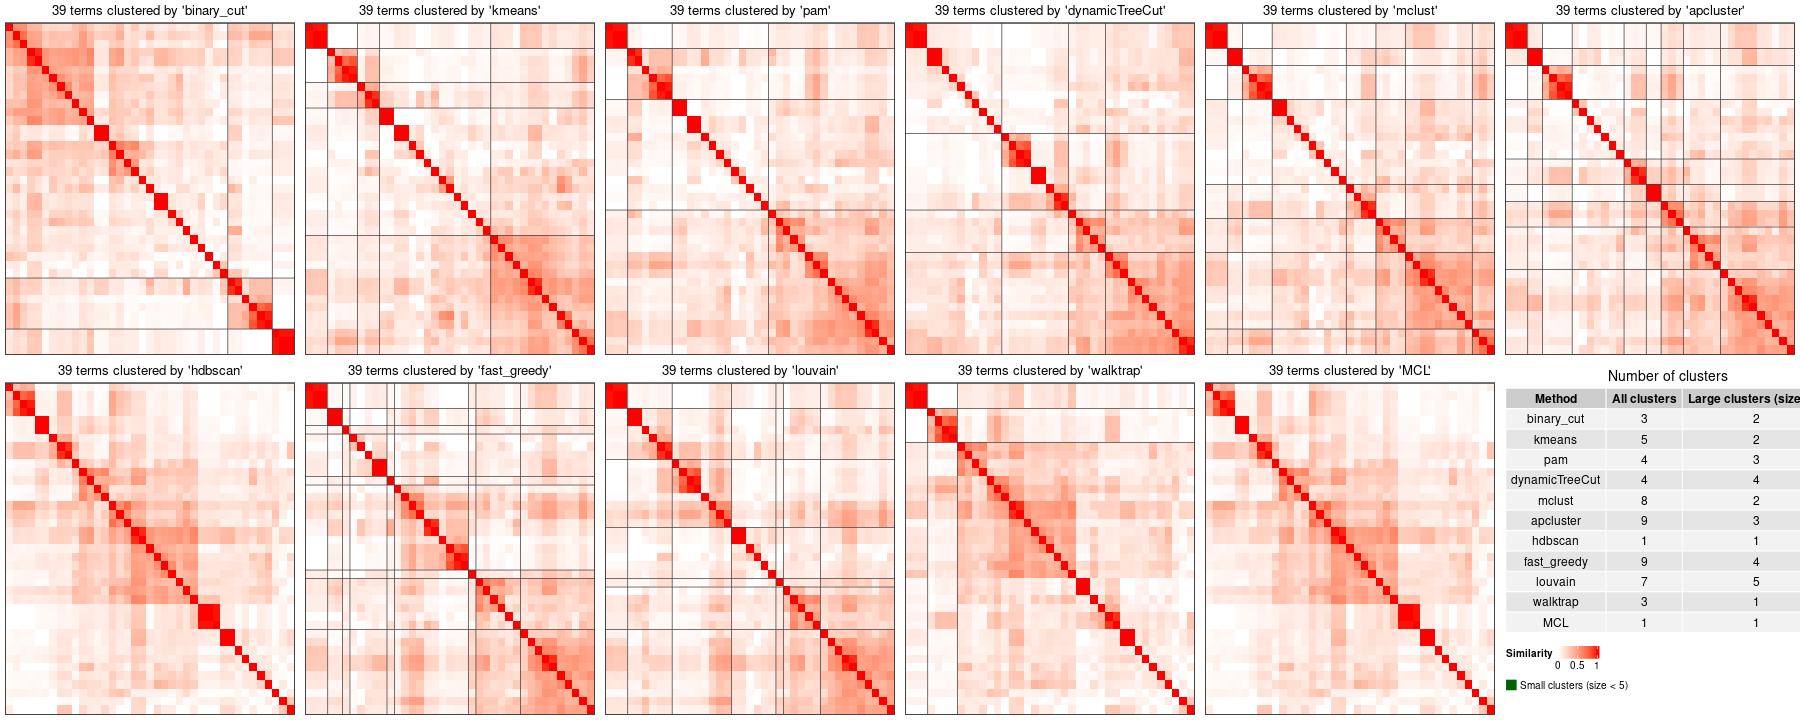 39 terms clustered by 'binary_cut'
39 terms clustered by 'kmeans'
39 terms clustered by 'pam'
39 terms clustered by 'dynamicTreeCut'
39 terms clustered by 'mclust'
39 terms clustered by 'apcluster'
39 terms clustered by 'hdbscan'
39 terms clustered by 'fast_greedy'
39 terms clustered by 'louvain'
39 terms clustered by 'walktrap'
39 terms clustered by 'MCL'
Number of clusters
Method All clusters Large clusters (size
binary_cut 3 2
kmeans 5 2
pam 4 3
dynamicTreeCut 4 4
mclust 8 2
apcluster 9 3
hdbscan 1 1
fast_greedy 9 4
louvain 7 5
walktrap 3 1
MCL 1 1
Similarity
0 0.5 1
Small clusters (size < 5)